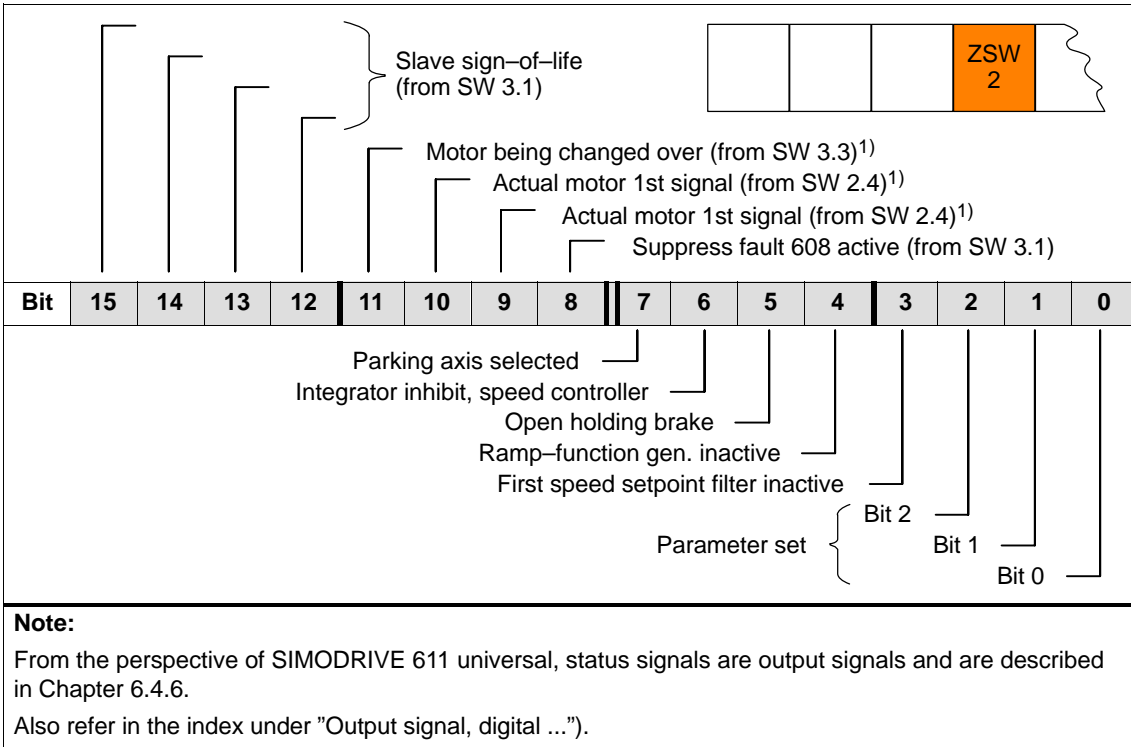 ZSW
2
Slave sign–of–life
(from SW 3.1)
Motor being changed over (from SW 3.3)1)
Actual motor 1st signal (from SW 2.4)1)
Actual motor 1st signal (from SW 2.4)1)
Suppress fault 608 active (from SW 3.1)
Bit 15 14 13 12 11 10 9 8 7 6 5 4 3 2 1 0
Parking axis selected
Integrator inhibit, speed controller
Open holding brake
Ramp–function gen. inactive
First speed setpoint filter inactive
Parameter set
Bit 2
Bit 1
Bit 0
Note:
From the perspective of SIMODRIVE 611 universal, status signals are output signals and are described
in Chapter 6.4.6.
Also refer in the index under ”Output signal, digital ...”).